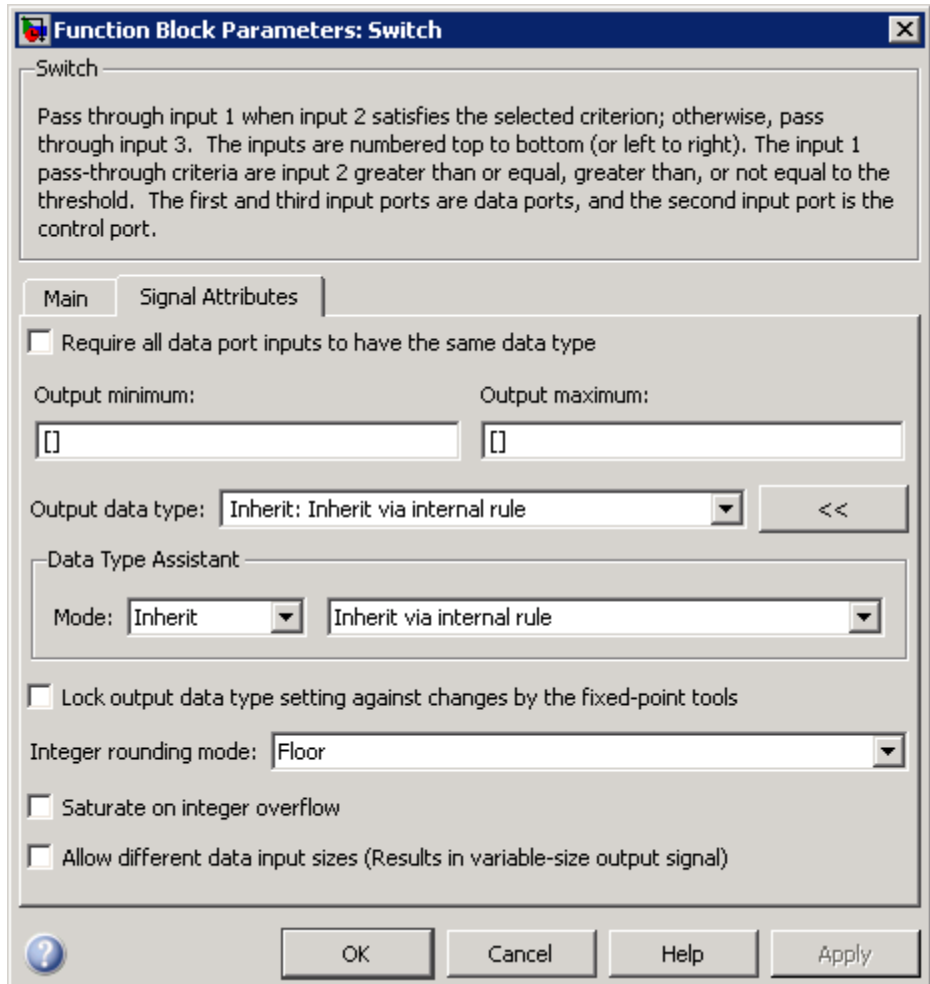 Function Block Parameters: Switch
Switch
Pass through input 1 when input 2 satisfies the selected criterion; otherwise, pass
through input 3.  The inputs are numbered top to bottom (or left to right). The input 1
pass-through criteria are input 2 greater than or equal, greater than, or not equal to the
threshold.  The first and third input ports are data ports, and the second input port is the
control port.
Main Signal Attributes
Require all data port inputs to have the same data type
Output minimum: Output maximum:
[] []
Output data type: Inherit: Inherit via internal rule <<
Data Type Assistant
Mode: Inherit Inherit via internal rule
Lock output data type setting against changes by the fixed-point tools
Integer rounding mode: Floor
Saturate on integer overflow
Allow different data input sizes (Results in variable-size output signal)
? OK Cancel Help Apply